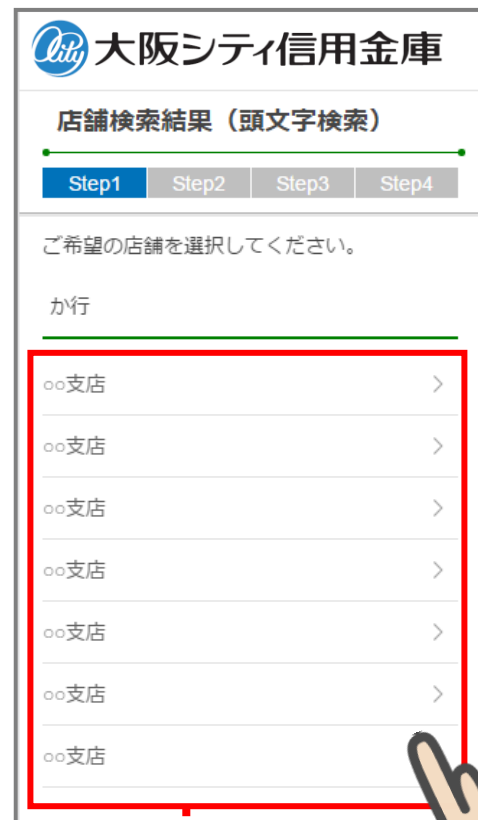 City 大阪シティ信用金庫
店舗検索結果（頭文字検索）
Step1 Step2 Step3 Step4
ご希望の店舗を選択してください。
か行
○○支店
○○支店
○○支店
○○支店
○○支店
○○支店
○○支店